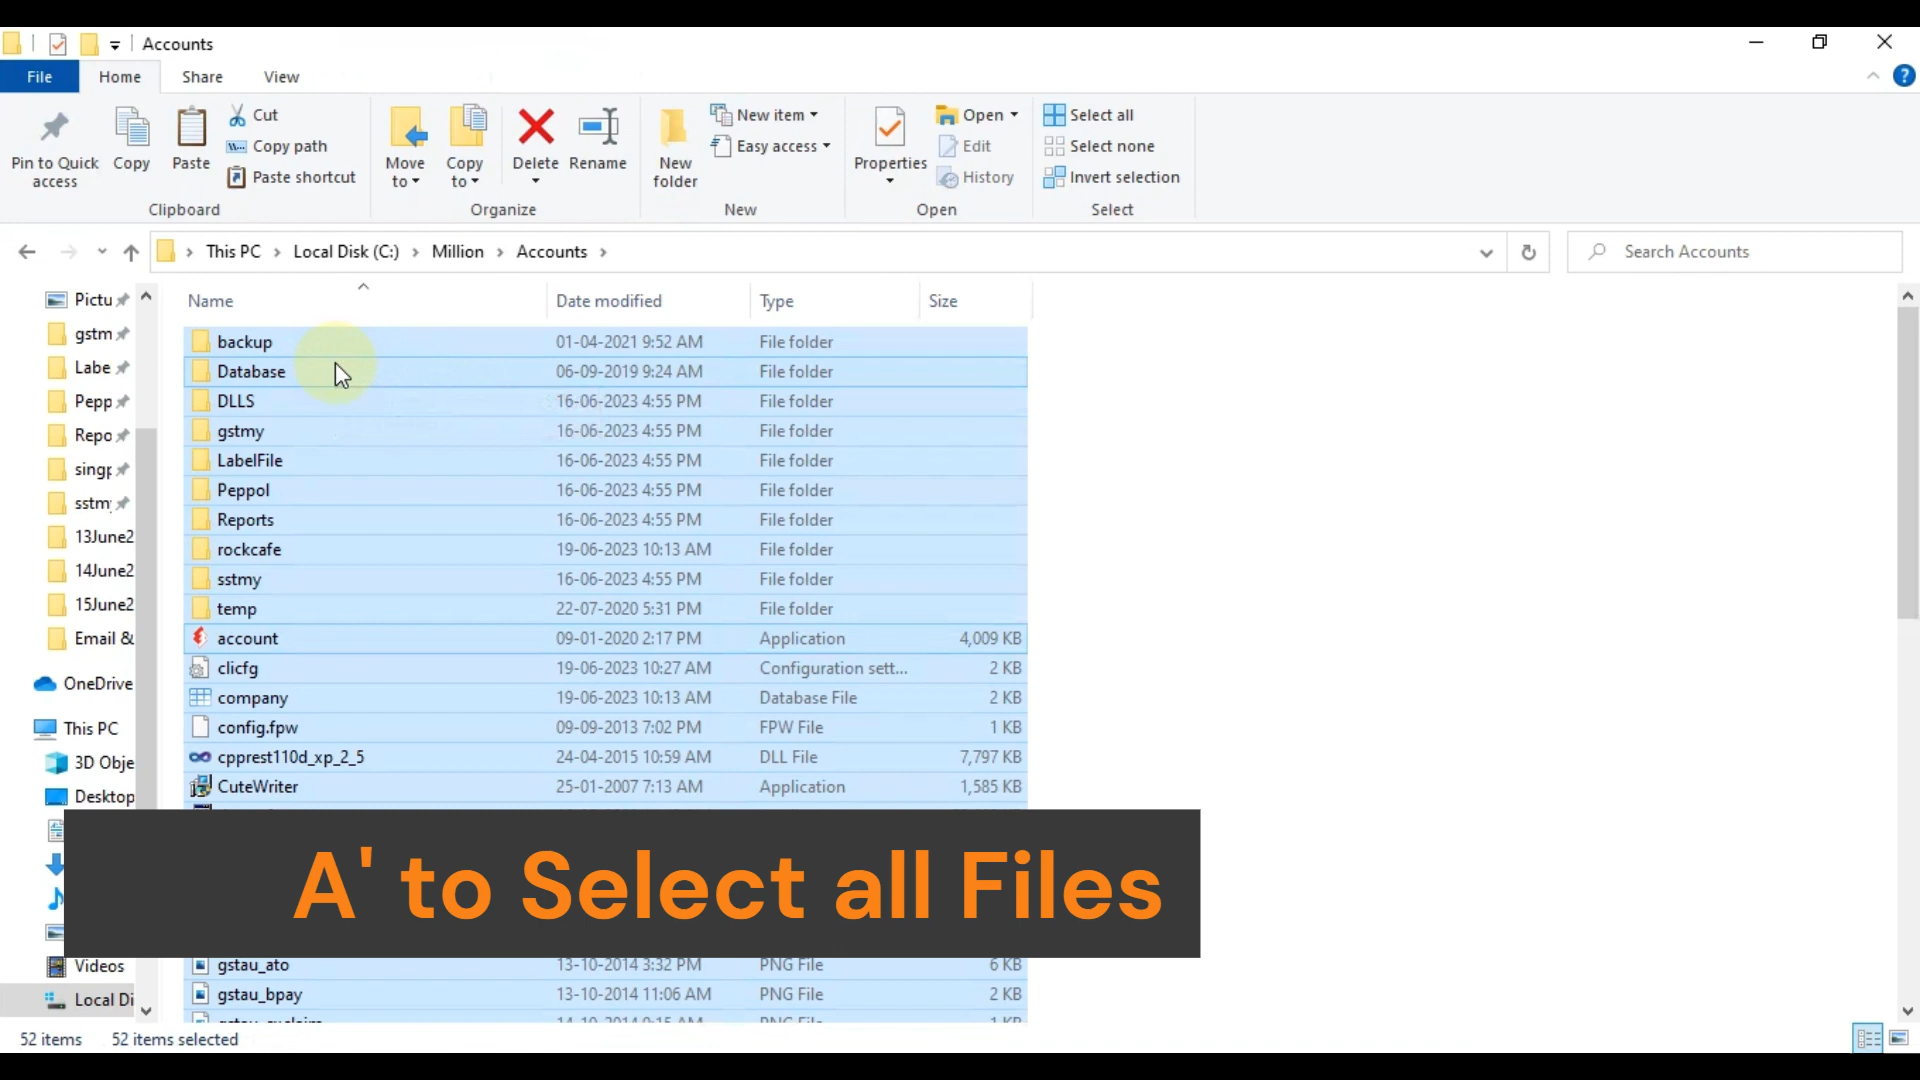 Accounts
File Home Share View
Pin to Quick access
Copy
Paste
Cut
Copy path
Paste shortcut
Clipboard
Move to
Copy to
Delete
Rename
Organize
New folder
New item
Easy access
New
Properties
Open
Edit
History
Open
Select all
Select none
Invert selection
Select
This PC Local Disk (C:) Million Accounts
Search Accounts
Pictu
gstm
Labe
Pepp
Repo
singp
sstm
13June2
14June2
15June2
Email &
OneDrive
This PC
3D Obje
Desktop
Videos
Local Di
Name Date modified Type Size
backup 01-04-2021 9:52 AM File folder
Database 06-09-2019 9:24 AM File folder
DLLS 16-06-2023 4:55 PM File folder
gstmy 16-06-2023 4:55 PM File folder
LabelFile 16-06-2023 4:55 PM File folder
Peppol 16-06-2023 4:55 PM File folder
Reports 16-06-2023 4:55 PM File folder
rockcafe 19-06-2023 10:13 AM File folder
sstmy 16-06-2023 4:55 PM File folder
temp 22-07-2020 5:31 PM File folder
account 09-01-2020 2:17 PM Application 4,009 KB
clicfg 19-06-2023 10:27 AM Configuration sett... 2 KB
company 19-06-2023 10:13 AM Database File 2 KB
config.fpw 09-09-2013 7:02 PM FPW File 1 KB
cpprest110d_xp_2_5 24-04-2015 10:59 AM DLL File 7,797 KB
CuteWriter 25-01-2007 7:13 AM Application 1,585 KB
A' to Select all Files
gstau_ato 13-10-2014 3:32 PM PNG File 6 KB
gstau_bpay 13-10-2014 11:06 AM PNG File 2 KB
52 items 52 items selected